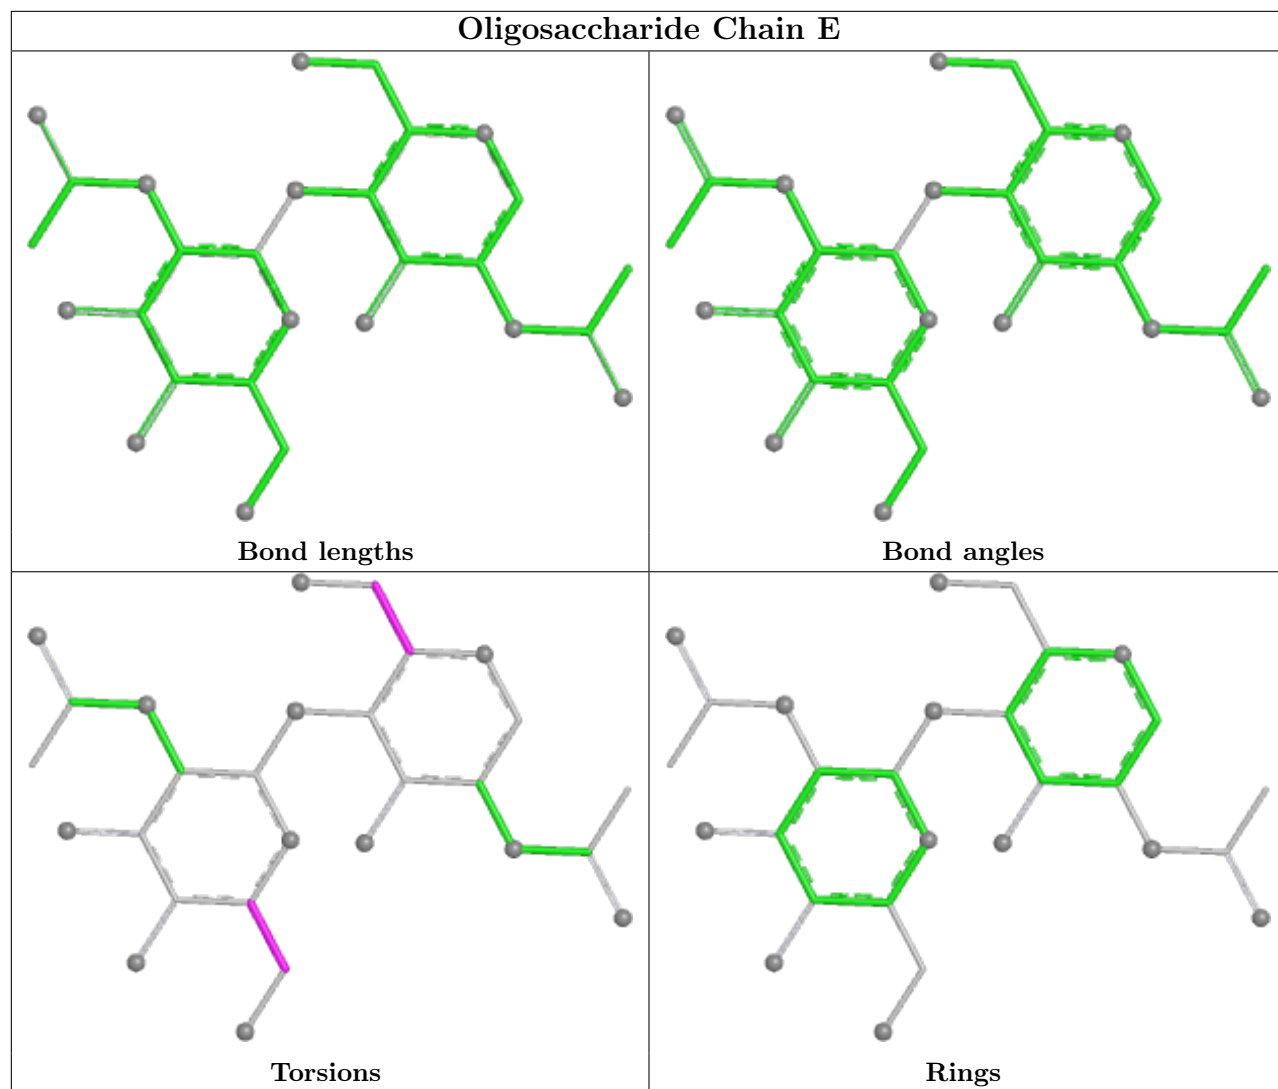 Oligosaccharide Chain E
Bond lengths
Bond angles
Torsions
Rings